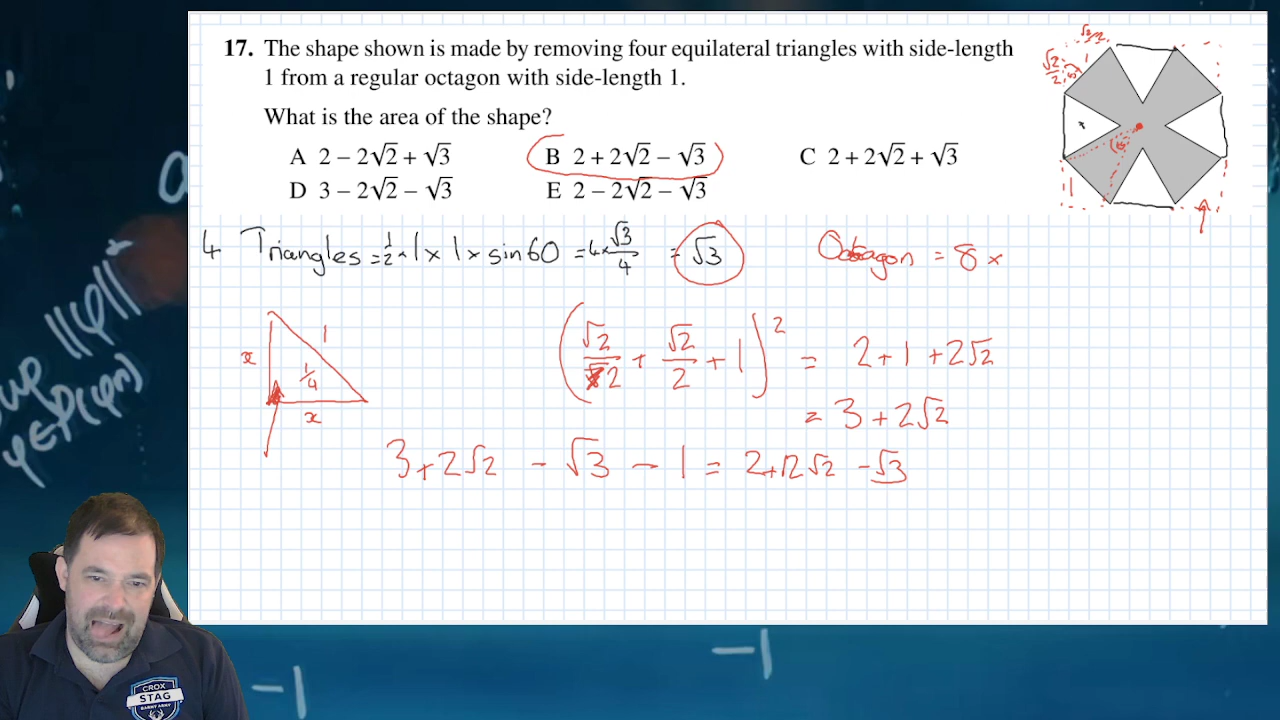 17. The shape shown is made by removing four equilateral triangles with side-length
1 from a regular octagon with side-length 1.
What is the area of the shape?
A 2 – 2√2 + √3 B 2 + 2√2 – √3 C 2 + 2√2 + √3
D 3 – 2√2 – √3 E 2 – 2√2 – √3
4 Triangles = 1/2 × 1 × 1 × sin 60 = 4 × √3/4 = √3
Octagon = 8 ×
x 1 1/4 x
(√2/2 + √2/2 + 1)² = 2 + 1 + 2√2
= 3 + 2√2
3 + 2√2 - √3 - 1 = 2 + 2√2 - √3
-1
-1
CROX
STAG
BARMY ARMY